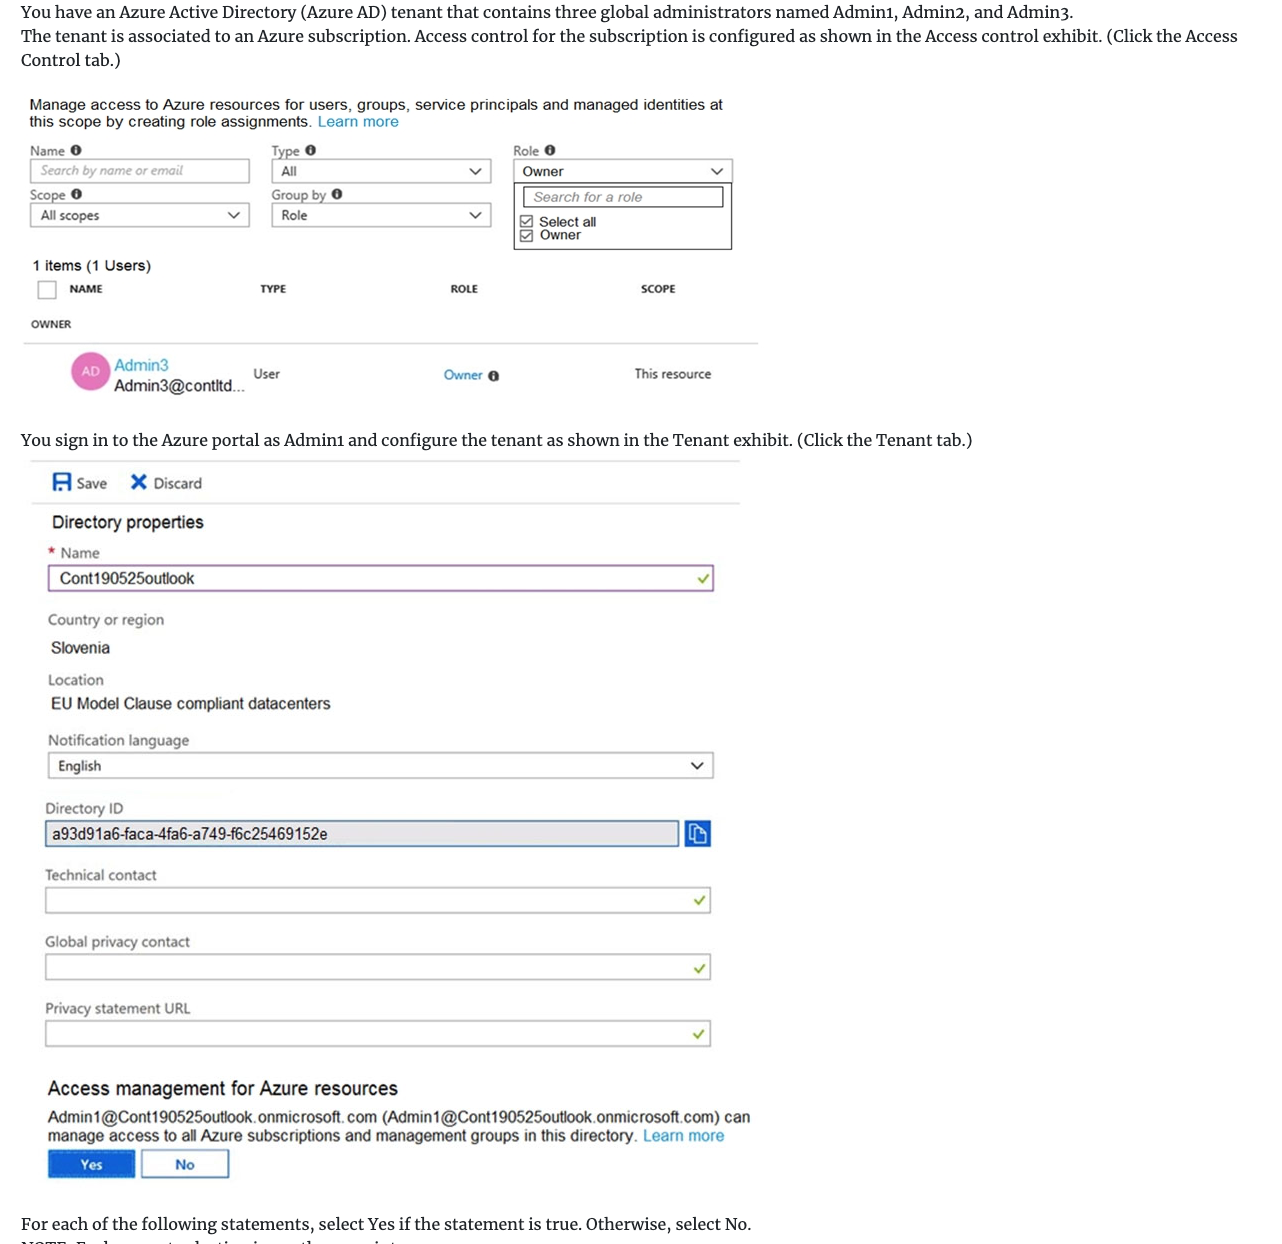 You have an Azure Active Directory (Azure AD) tenant that contains three global administrators named Admin1, Admin2, and Admin3.
The tenant is associated to an Azure subscription. Access control for the subscription is configured as shown in the Access control exhibit. (Click the Access
Control tab.)
Manage access to Azure resources for users, groups, service principals and managed identities at
this scope by creating role assignments. Learn more
Name Type Role
Search by name or email All Owner
Scope Group by Search for a role
All scopes Role Select all
Owner
1 items (1 Users)
NAME TYPE ROLE SCOPE
OWNER
AD Admin3 User Owner This resource
Admin3@contltd...
You sign in to the Azure portal as Admin1 and configure the tenant as shown in the Tenant exhibit. (Click the Tenant tab.)
Save Discard
Directory properties
* Name
Cont190525outlook
Country or region
Slovenia
Location
EU Model Clause compliant datacenters
Notification language
English
Directory ID
a93d91a6-faca-4fa6-a749-f6c25469152e
Technical contact
Global privacy contact
Privacy statement URL
Access management for Azure resources
Admin1@Cont190525outlook.onmicrosoft.com (Admin1@Cont190525outlook.onmicrosoft.com) can
manage access to all Azure subscriptions and management groups in this directory. Learn more
Yes No
For each of the following statements, select Yes if the statement is true. Otherwise, select No.